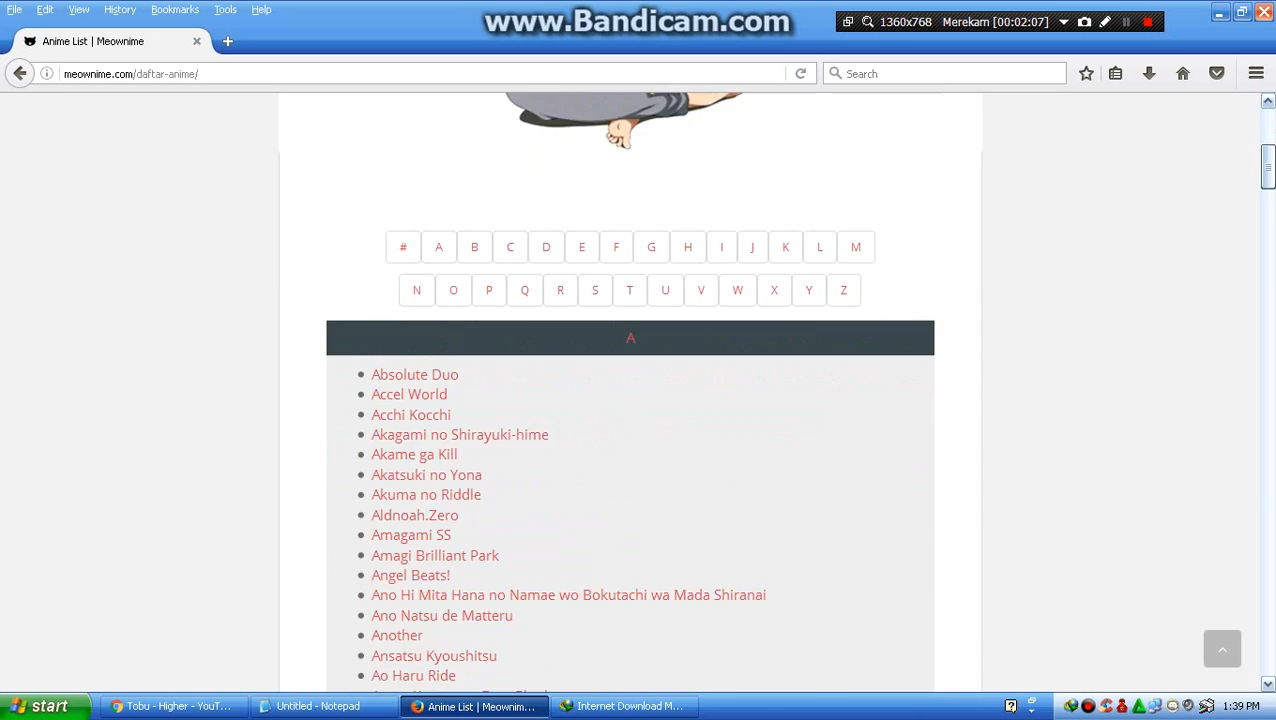 File Edit View History Bookmarks Tools Help
www.Bandicam.com
1360x768 Merekam [00:02:07]
Anime List | Meownime
meownime.com/daftar-anime/
Search
# A B C D E F G H I J K L M
N O P Q R S T U V W X Y Z
A
Absolute Duo
Accel World
Acchi Kocchi
Akagami no Shirayuki-hime
Akame ga Kill
Akatsuki no Yona
Akuma no Riddle
Aldnoah.Zero
Amagami SS
Amagi Brilliant Park
Angel Beats!
Ano Hi Mita Hana no Namae wo Bokutachi wa Mada Shiranai
Ano Natsu de Matteru
Another
Ansatsu Kyoushitsu
Ao Haru Ride
start Tobu - Higher - YouT... Untitled - Notepad Anime List | Meownim... Internet Download M... 1:39 PM